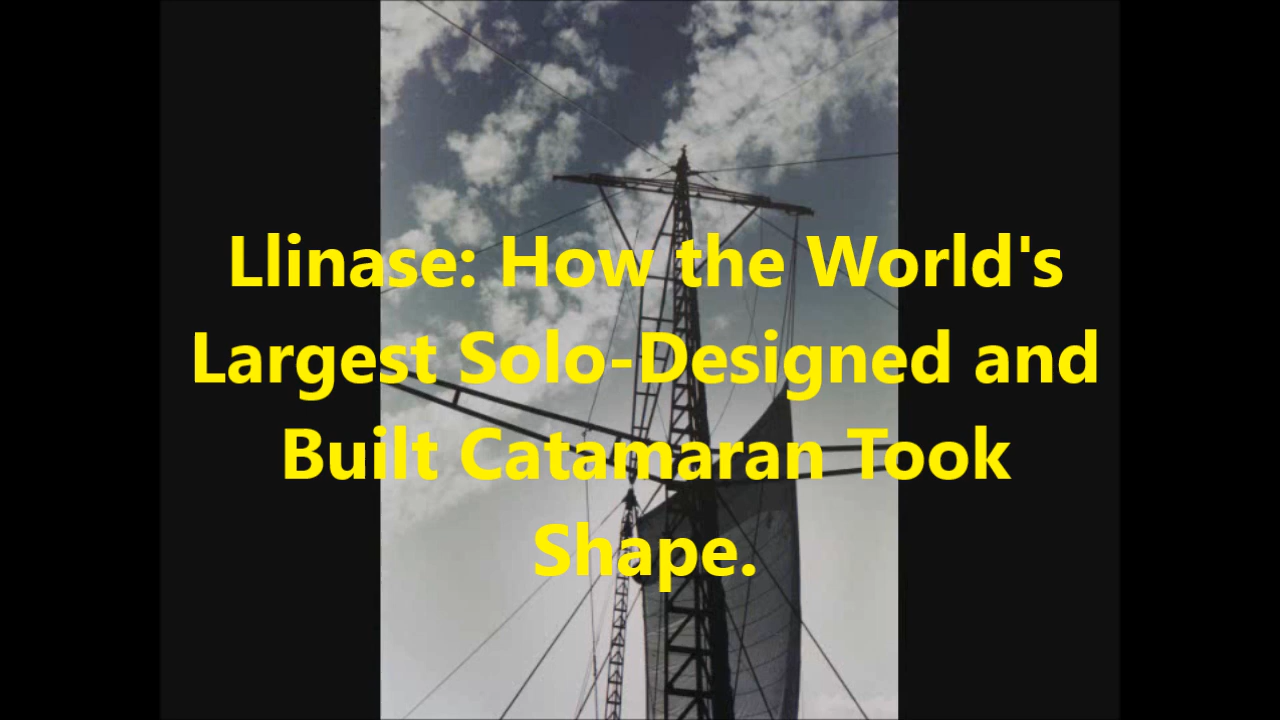 Llinase: How the World's
Largest Solo-Designed and
Built Catamaran Took
Shape.